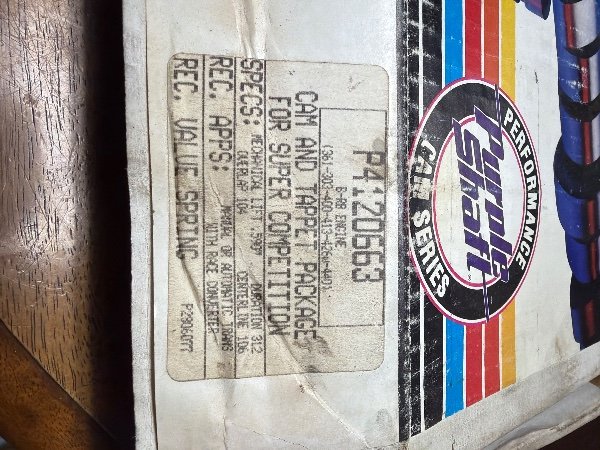 P4120663
B-RB ENGINE
(361-383-400-413-426W-440)
CAM AND TAPPET PACKAGE
FOR SUPER COMPETITION
SPECS: MECHANICAL LIFT .590" DURATION 312
OVERLAP 104 CENTERLINE 106
REC. APPS: MANUAL OR AUTOMATIC TRANS
WITH RACE CONVERTER
REC. VALVE SPRING P2806077
PERFORMANCE
Purple
Shaft
CAM SERIES